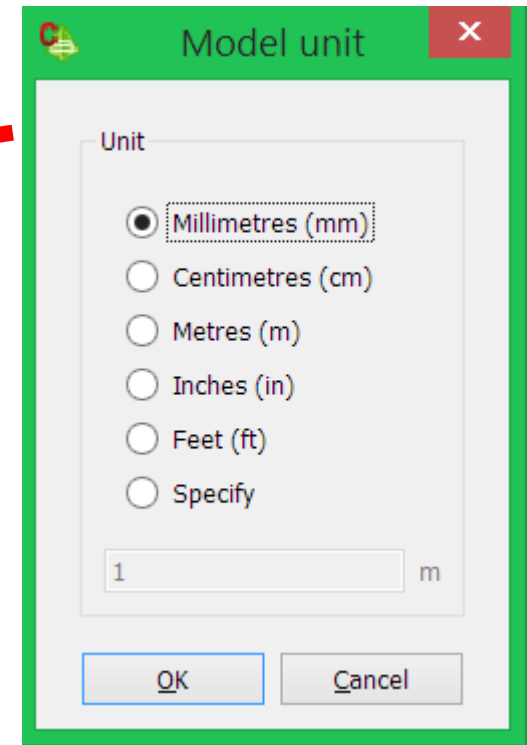 Model unit
Unit
Millimetres (mm)
Centimetres (cm)
Metres (m)
Inches (in)
Feet (ft)
Specify
1 m
OK Cancel